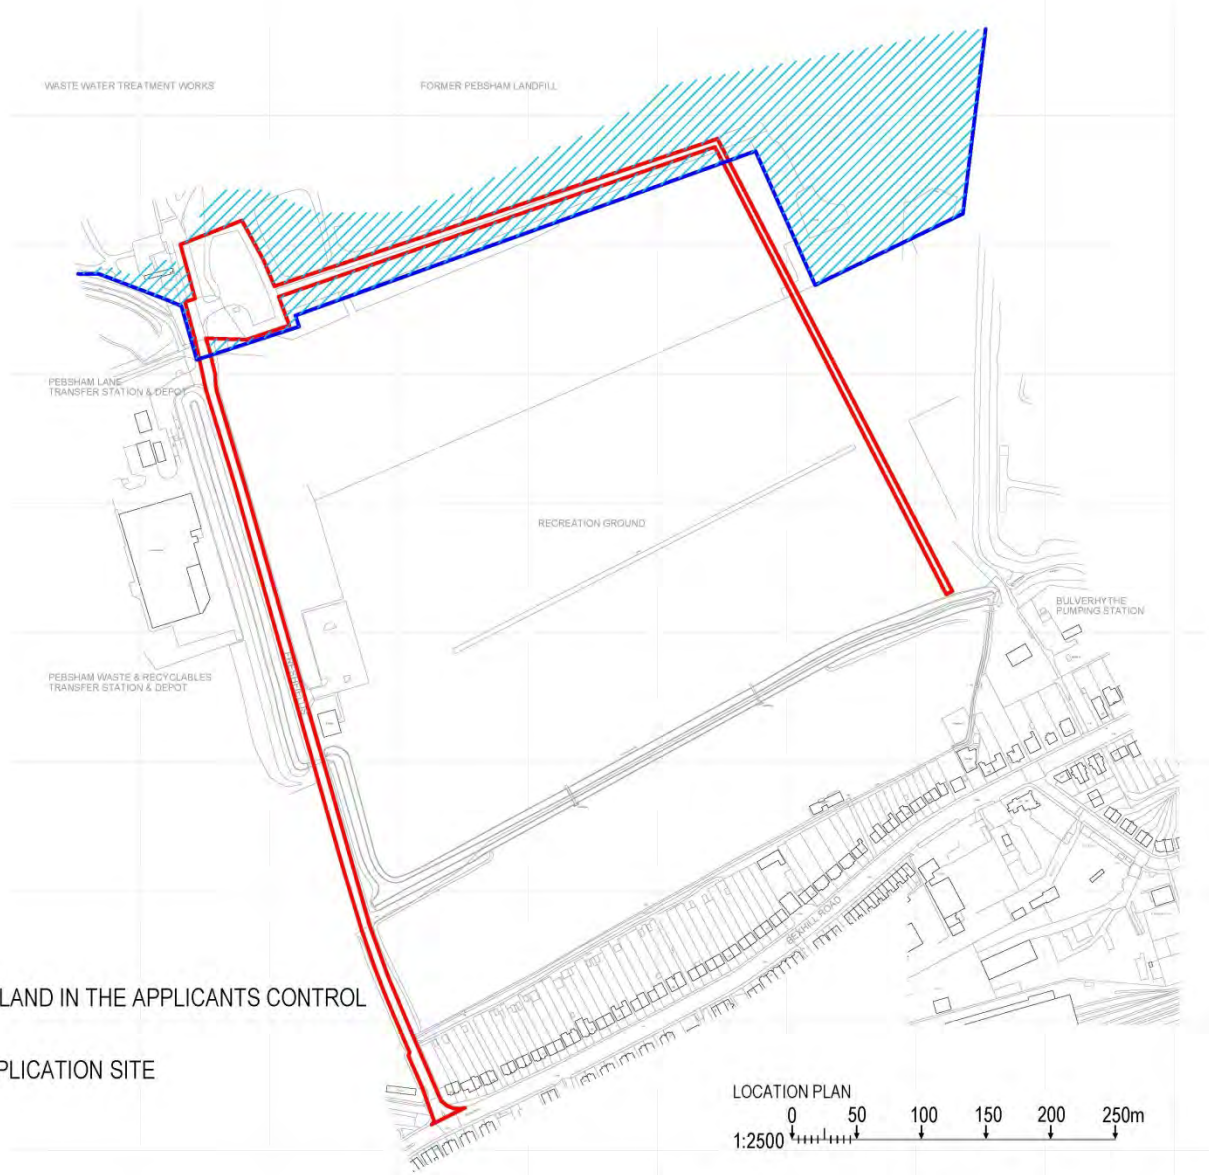 WASTE WATER TREATMENT WORKS
FORMER PEBSHAM LANDFILL
PEBSHAM LANE
TRANSFER STATION & DEPOT
RECREATION GROUND
BULVERHYTHE
PUMPING STATION
PEBSHAM WASTE & RECYCLABLES
TRANSFER STATION & DEPOT
FRESHFIELDS
BEXHILL ROAD
LAND IN THE APPLICANTS CONTROL
PLICATION SITE
LOCATION PLAN
0 50 100 150 200 250m
1:2500